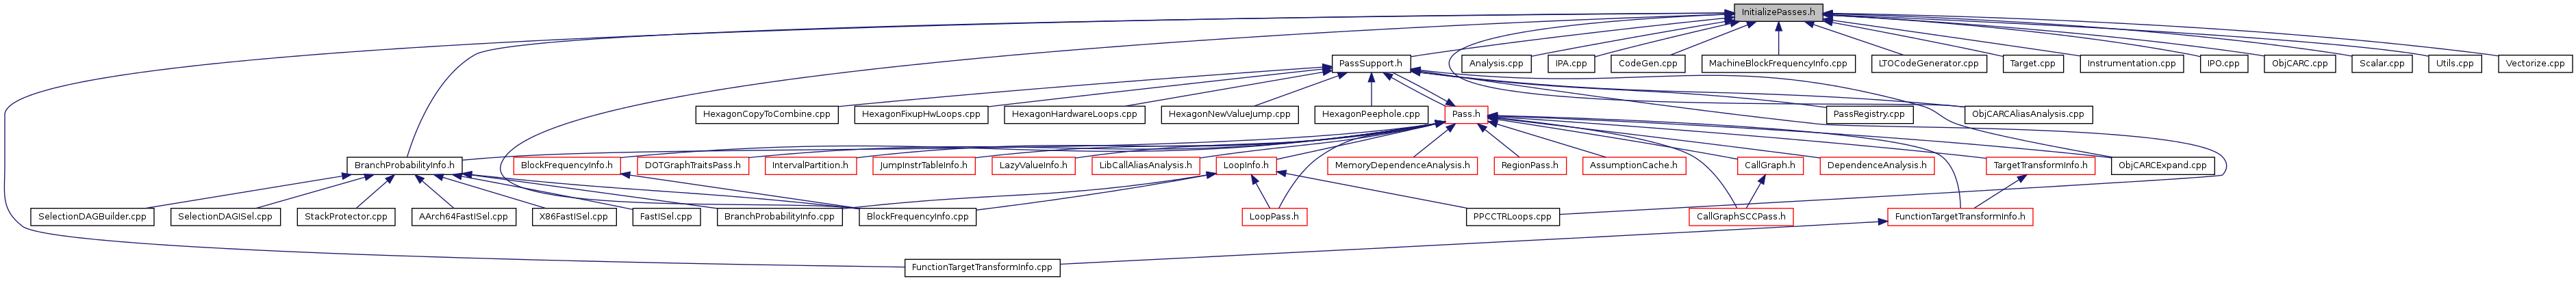 InitializePasses.h
PassSupport.h
Analysis.cpp
IPA.cpp
CodeGen.cpp
MachineBlockFrequencyInfo.cpp
LTOCodeGenerator.cpp
Target.cpp
Instrumentation.cpp
IPO.cpp
ObjCARC.cpp
Scalar.cpp
Utils.cpp
Vectorize.cpp
HexagonCopyToCombine.cpp
HexagonFixupHwLoops.cpp
HexagonHardwareLoops.cpp
HexagonNewValueJump.cpp
HexagonPeephole.cpp
Pass.h
PassRegistry.cpp
ObjCARCAliasAnalysis.cpp
BranchProbabilityInfo.h
BlockFrequencyInfo.h
DOTGraphTraitsPass.h
IntervalPartition.h
JumpInstrTableInfo.h
LazyValueInfo.h
LibCallAliasAnalysis.h
LoopInfo.h
MemoryDependenceAnalysis.h
RegionPass.h
AssumptionCache.h
CallGraph.h
DependenceAnalysis.h
TargetTransformInfo.h
ObjCARCExpand.cpp
SelectionDAGBuilder.cpp
SelectionDAGISel.cpp
StackProtector.cpp
AArch64FastISel.cpp
X86FastISel.cpp
FastISel.cpp
BranchProbabilityInfo.cpp
BlockFrequencyInfo.cpp
LoopPass.h
PPCCTRLoops.cpp
CallGraphSCCPass.h
FunctionTargetTransformInfo.h
FunctionTargetTransformInfo.cpp